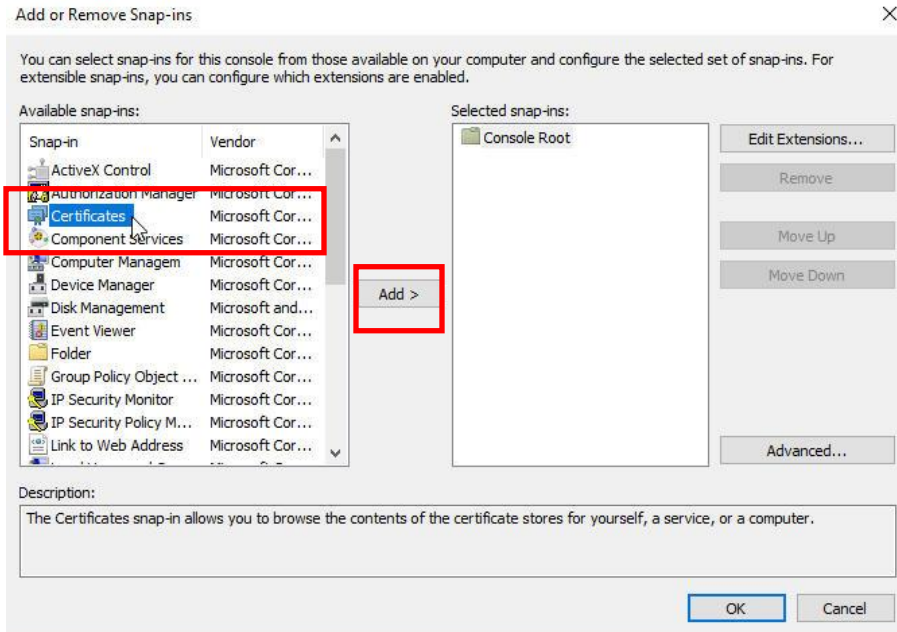 Add or Remove Snap-ins
You can select snap-ins for this console from those available on your computer and configure the selected set of snap-ins. For
extensible snap-ins, you can configure which extensions are enabled.
Available snap-ins:
Snap-in Vendor
ActiveX Control Microsoft Cor...
Authorization Manager Microsoft Cor...
Certificates Microsoft Cor...
Component Services Microsoft Cor...
Computer Managem Microsoft Cor...
Device Manager Microsoft Cor...
Disk Management Microsoft and...
Event Viewer Microsoft Cor...
Folder Microsoft Cor...
Group Policy Object ... Microsoft Cor...
IP Security Monitor Microsoft Cor...
IP Security Policy M... Microsoft Cor...
Link to Web Address Microsoft Cor...
Add >
Selected snap-ins:
Console Root
Edit Extensions...
Remove
Move Up
Move Down
Advanced...
Description:
The Certificates snap-in allows you to browse the contents of the certificate stores for yourself, a service, or a computer.
OK Cancel